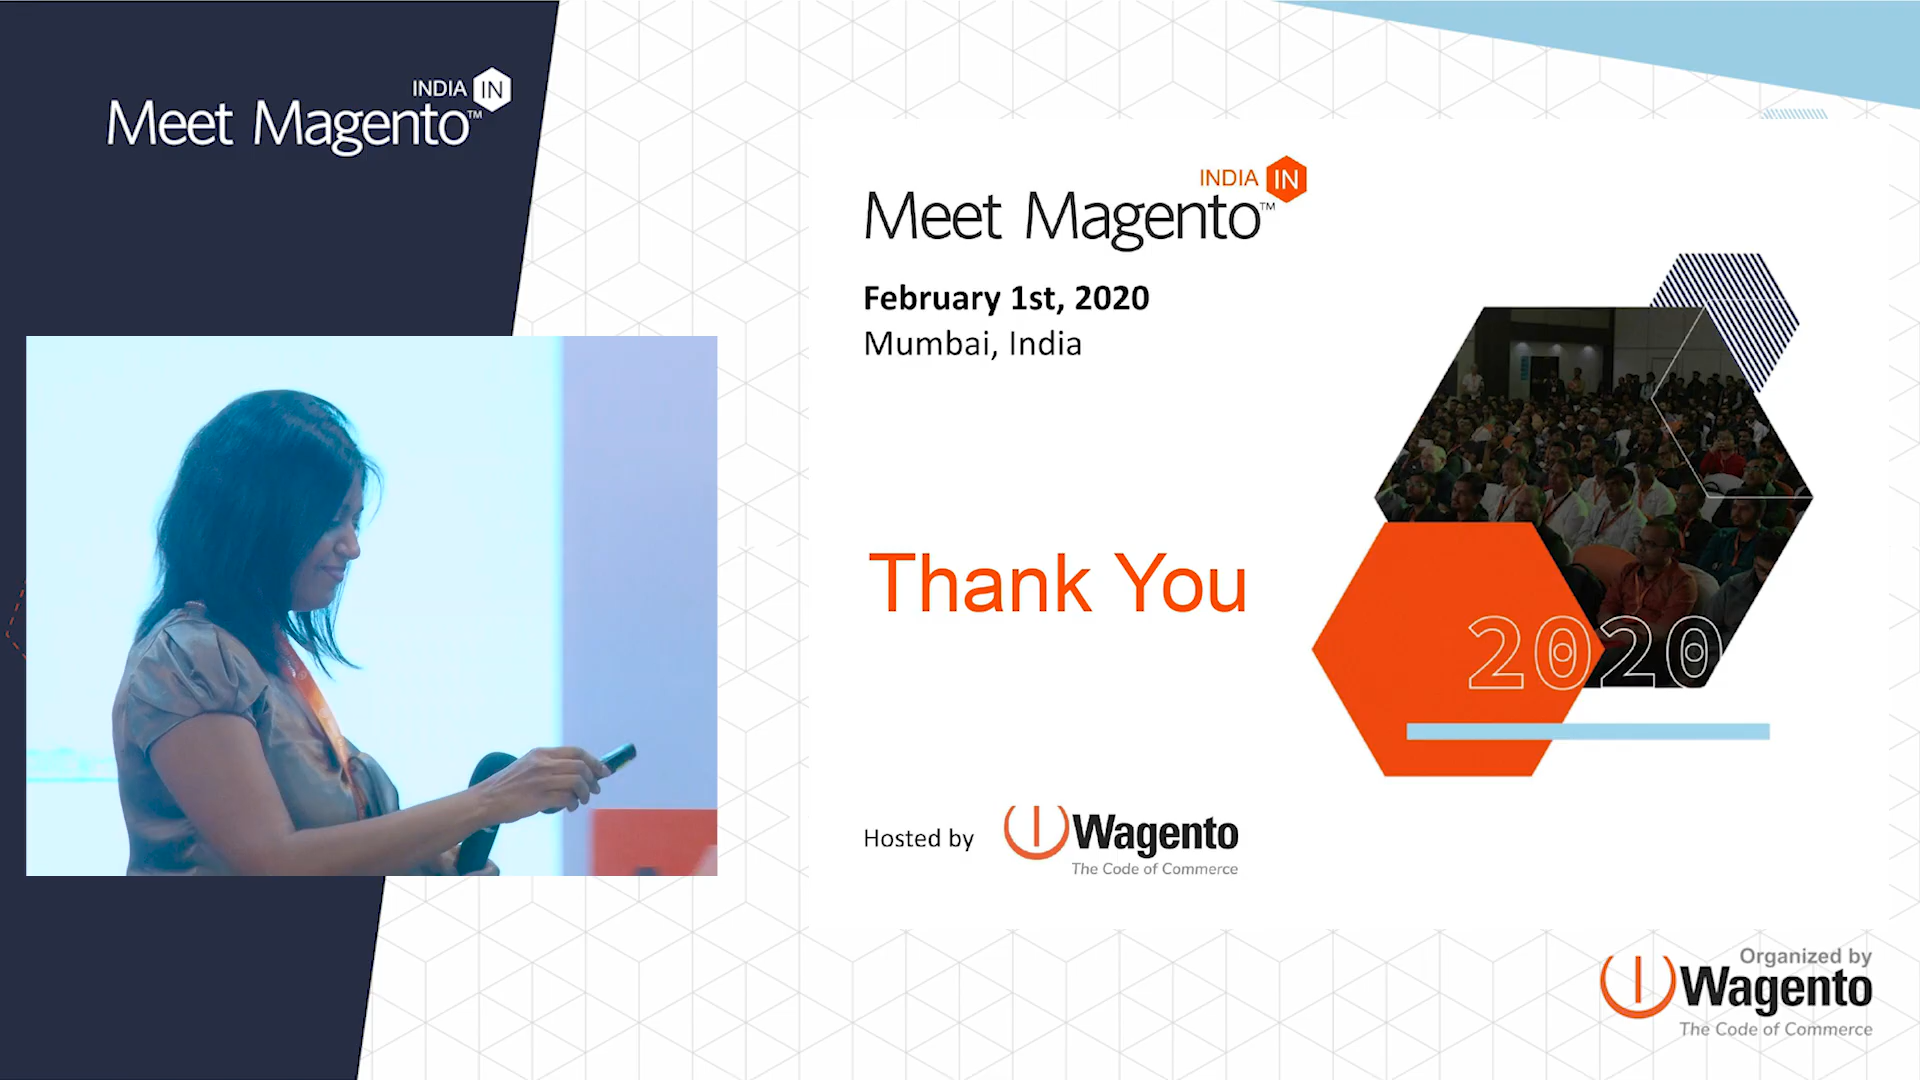 INDIA IN
Meet Magento™
INDIA IN
Meet Magento™
February 1st, 2020
Mumbai, India
Thank You
2020
Hosted by
Wagento
The Code of Commerce
Organized by
Wagento
The Code of Commerce